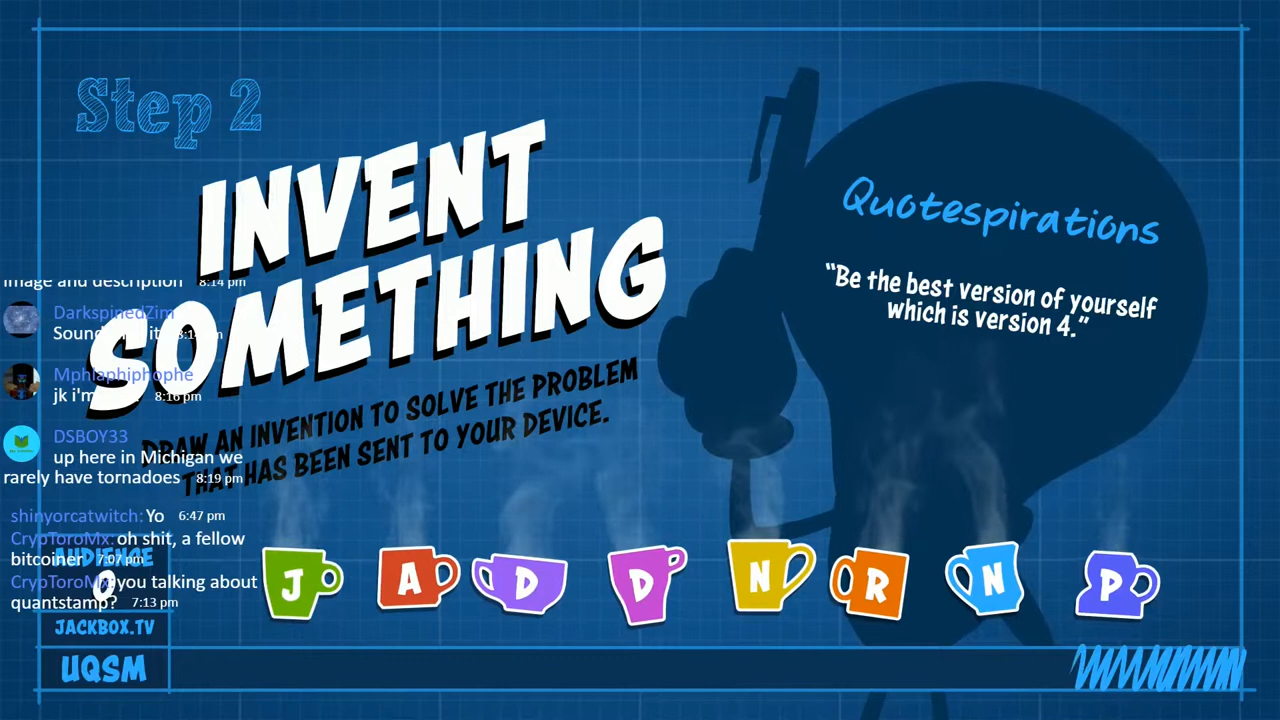 Step 2
INVENT
SOMETHING
DRAW AN INVENTION TO SOLVE THE PROBLEM
THAT HAS BEEN SENT TO YOUR DEVICE.
Quotespirations
"Be the best version of yourself
which is version 4."
image and description 8:14 pm
DarkspinedZim
Mphiaphiphophe
jk i'm 8:16 pm
DSBOY33
up here in Michigan we
rarely have tornadoes 8:19 pm
shinyorcatwitch: Yo 6:47 pm
CrypToroMx: oh shit, a fellow
bitcoiner 7:07 pm
CrypToroMx: you talking about
quantstamp? 7:13 pm
AUDIENCE
0
JACKBOX.TV
UQSM
J A D D N R N P